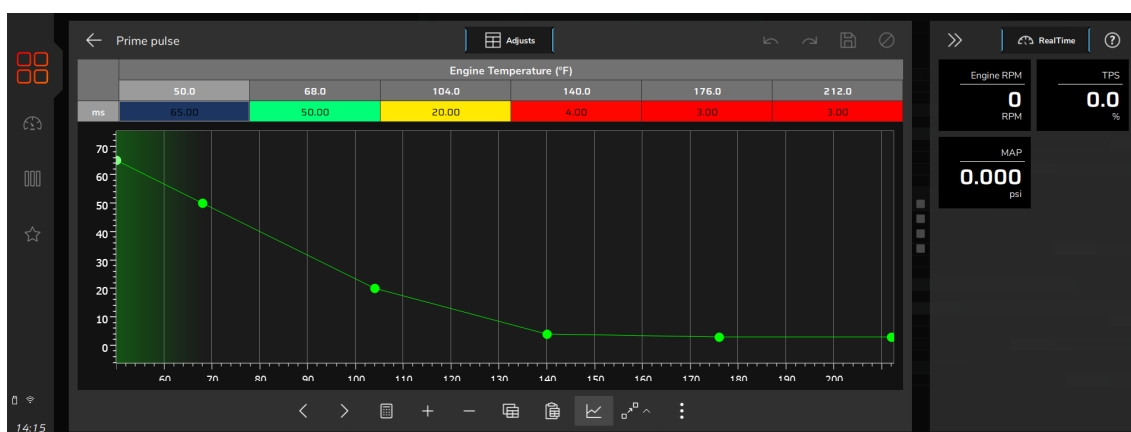 Prime pulse
Adjusts
RealTime
?
Engine Temperature (°F)
50.0 68.0 104.0 140.0 176.0 212.0
ms 65.00 50.00 20.00 4.00 3.00 3.00
70
60
50
40
30
20
10
0
60 70 80 90 100 110 120 130 140 150 160 170 180 190 200
Engine RPM
0
RPM
TPS
0.0
%
MAP
0.000
psi
14:15